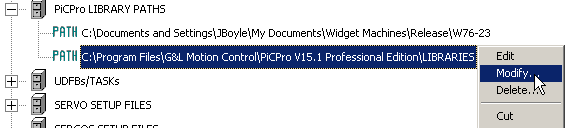 PiCPro LIBRARY PATHS
PATH C:\Documents and Settings\JBoyle\My Documents\Widget Machines\Release\W76-23
PATH C:\Program Files\G&L Motion Control\PiCPro V15.1 Professional Edition\LIBRARIES
Edit
UDFBs/TASKs
Modify...
Delete...
SERVO SETUP FILES
Cut
SERCOS SETUP FILES